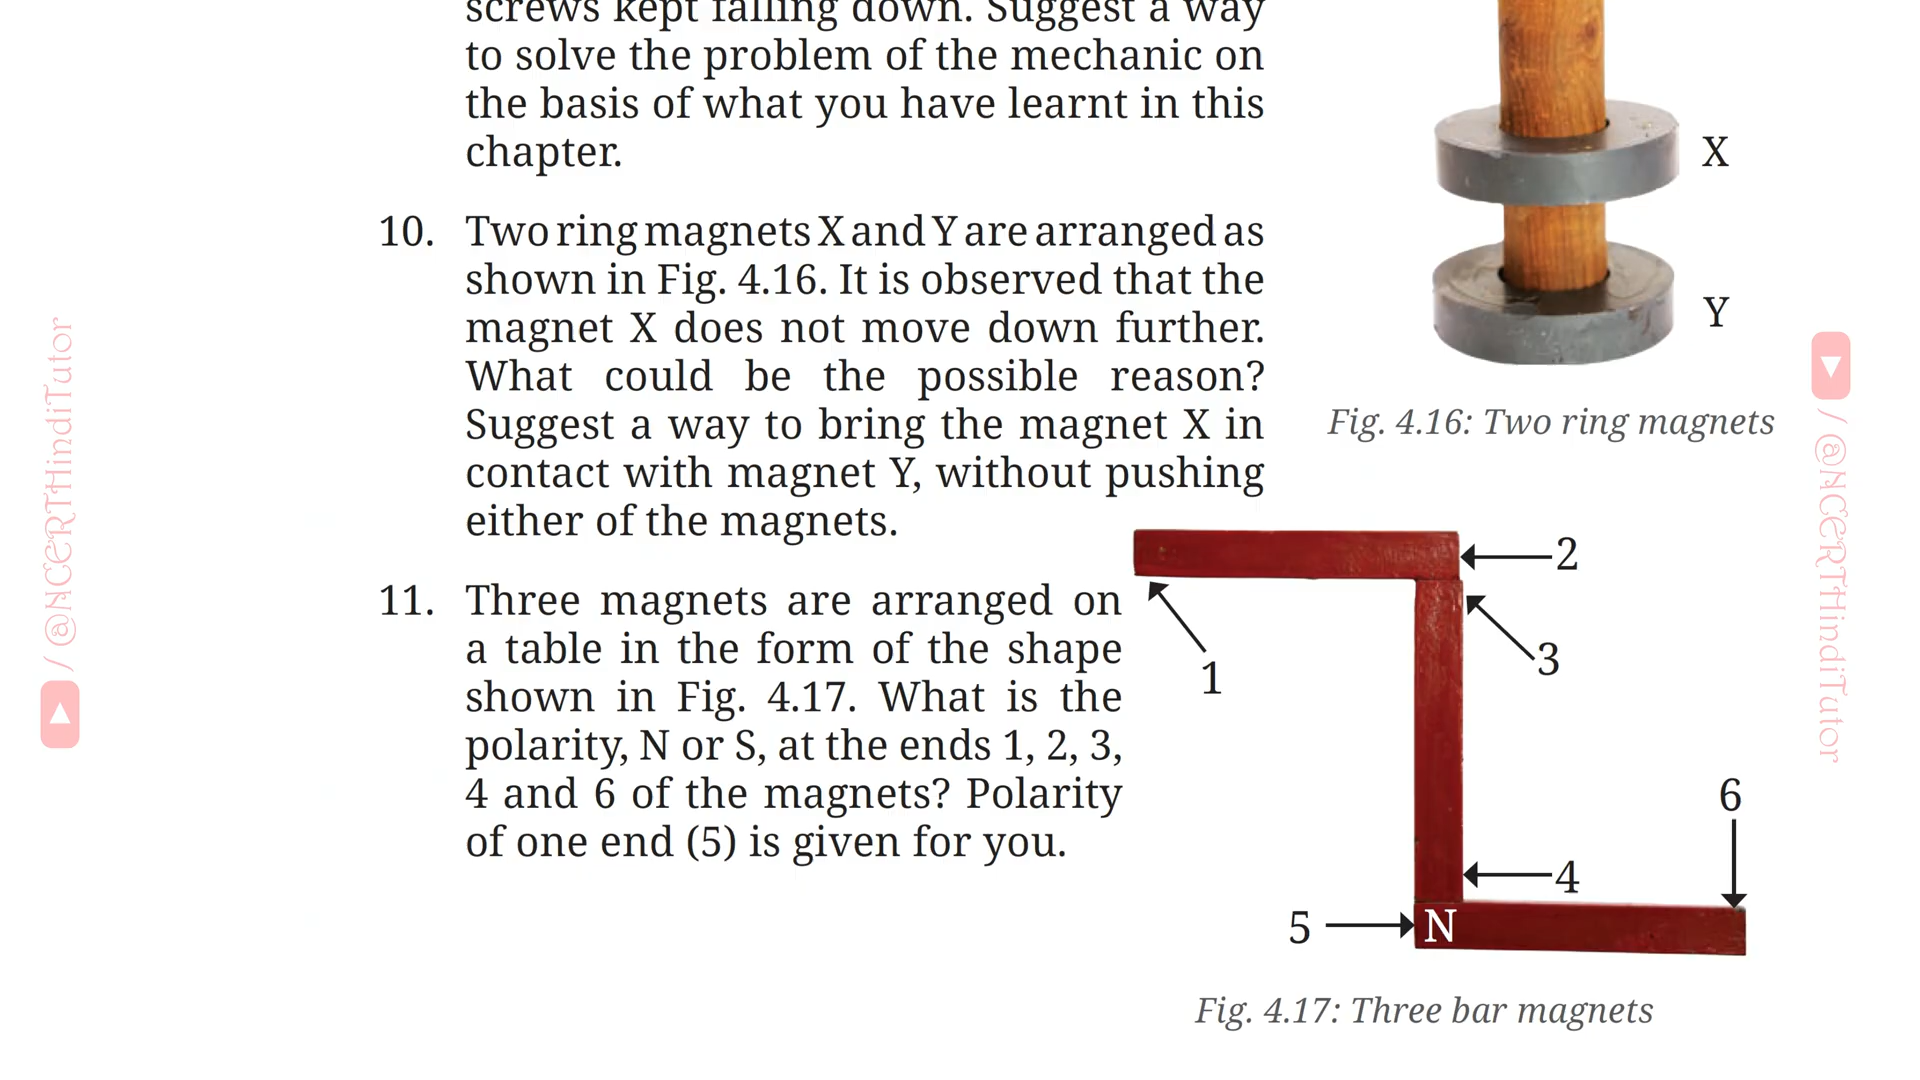 screws kept falling down. Suggest a way
to solve the problem of the mechanic on
the basis of what you have learnt in this
chapter.
10. Two ring magnets X and Y are arranged as
shown in Fig. 4.16. It is observed that the
magnet X does not move down further.
What could be the possible reason?
Suggest a way to bring the magnet X in
contact with magnet Y, without pushing
either of the magnets.
X
Y
Fig. 4.16: Two ring magnets
11. Three magnets are arranged on
a table in the form of the shape
shown in Fig. 4.17. What is the
polarity, N or S, at the ends 1, 2, 3,
4 and 6 of the magnets? Polarity
of one end (5) is given for you.
2
1
3
6
4
5
N
Fig. 4.17: Three bar magnets
/ @NCERTHindiTutor
/ @NCERTHindiTutor